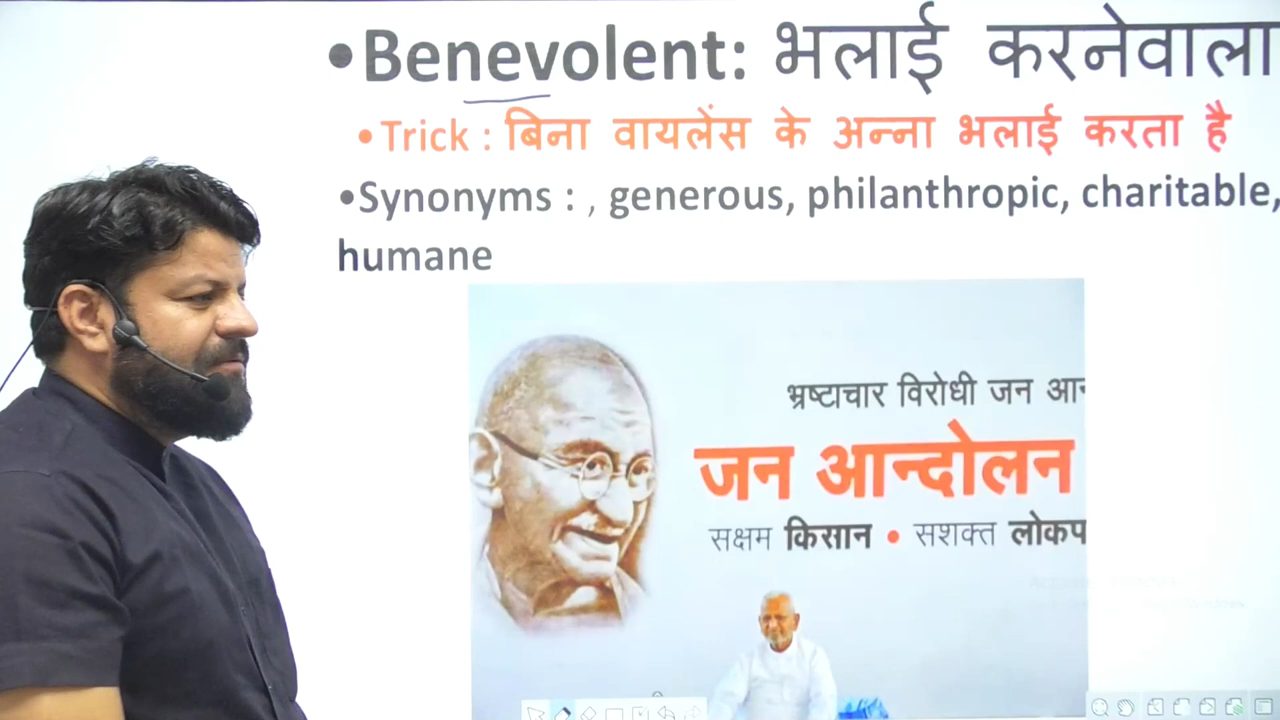 •Benevolent: भलाई करनेवाला
•Trick : बिना वायलेंस के अन्ना भलाई करता है
•Synonyms : , generous, philanthropic, charitable,
humane
भ्रष्टाचार विरोधी जन आन
जन आन्दोलन
सक्षम किसान • सशक्त लोकप